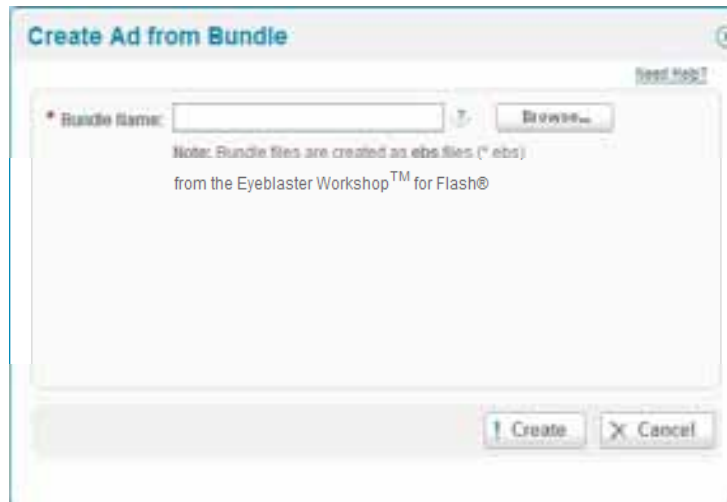 Create Ad from Bundle
Need Help?
* Bundle Name:
?
Browse...
Note: Bundle files are created as ebs files (*.ebs)
from the Eyeblaster Workshop™ for Flash®
! Create
X Cancel